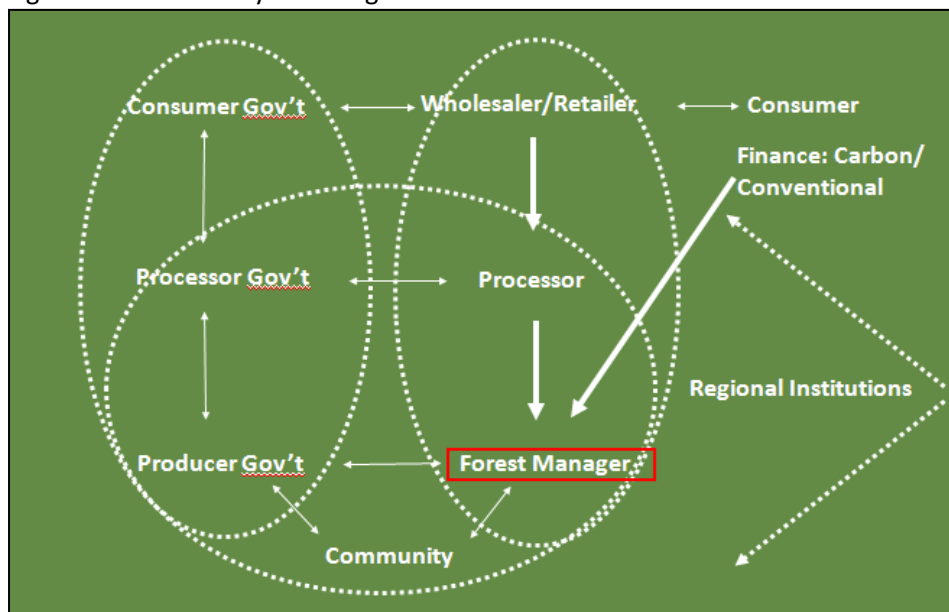 Consumer Gov't
Wholesaler/Retailer
Consumer
Finance: Carbon/
Conventional
Processor Gov't
Processor
Regional Institutions
Producer Gov't
Forest Manager
Community